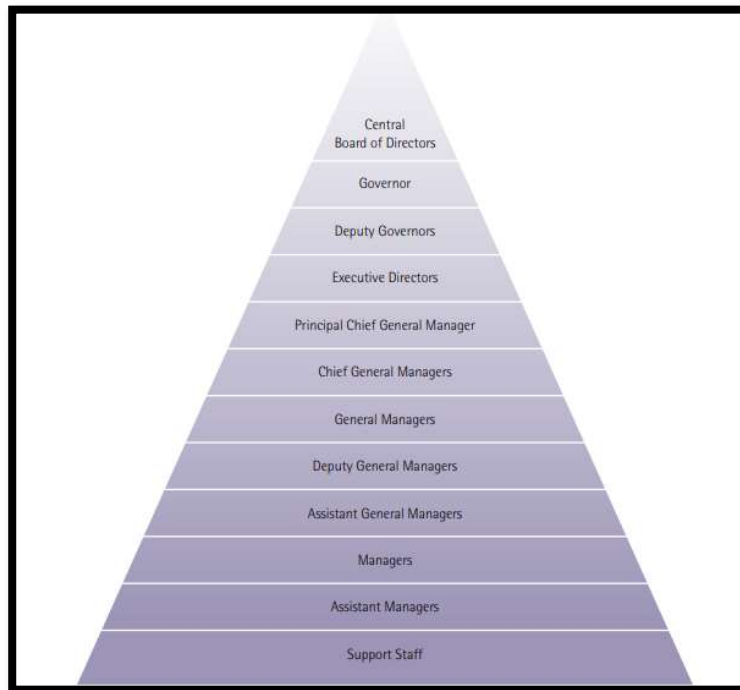 Central
Board of Directors
Governor
Deputy Governors
Executive Directors
Principal Chief General Manager
Chief General Managers
General Managers
Deputy General Managers
Assistant General Managers
Managers
Assistant Managers
Support Staff